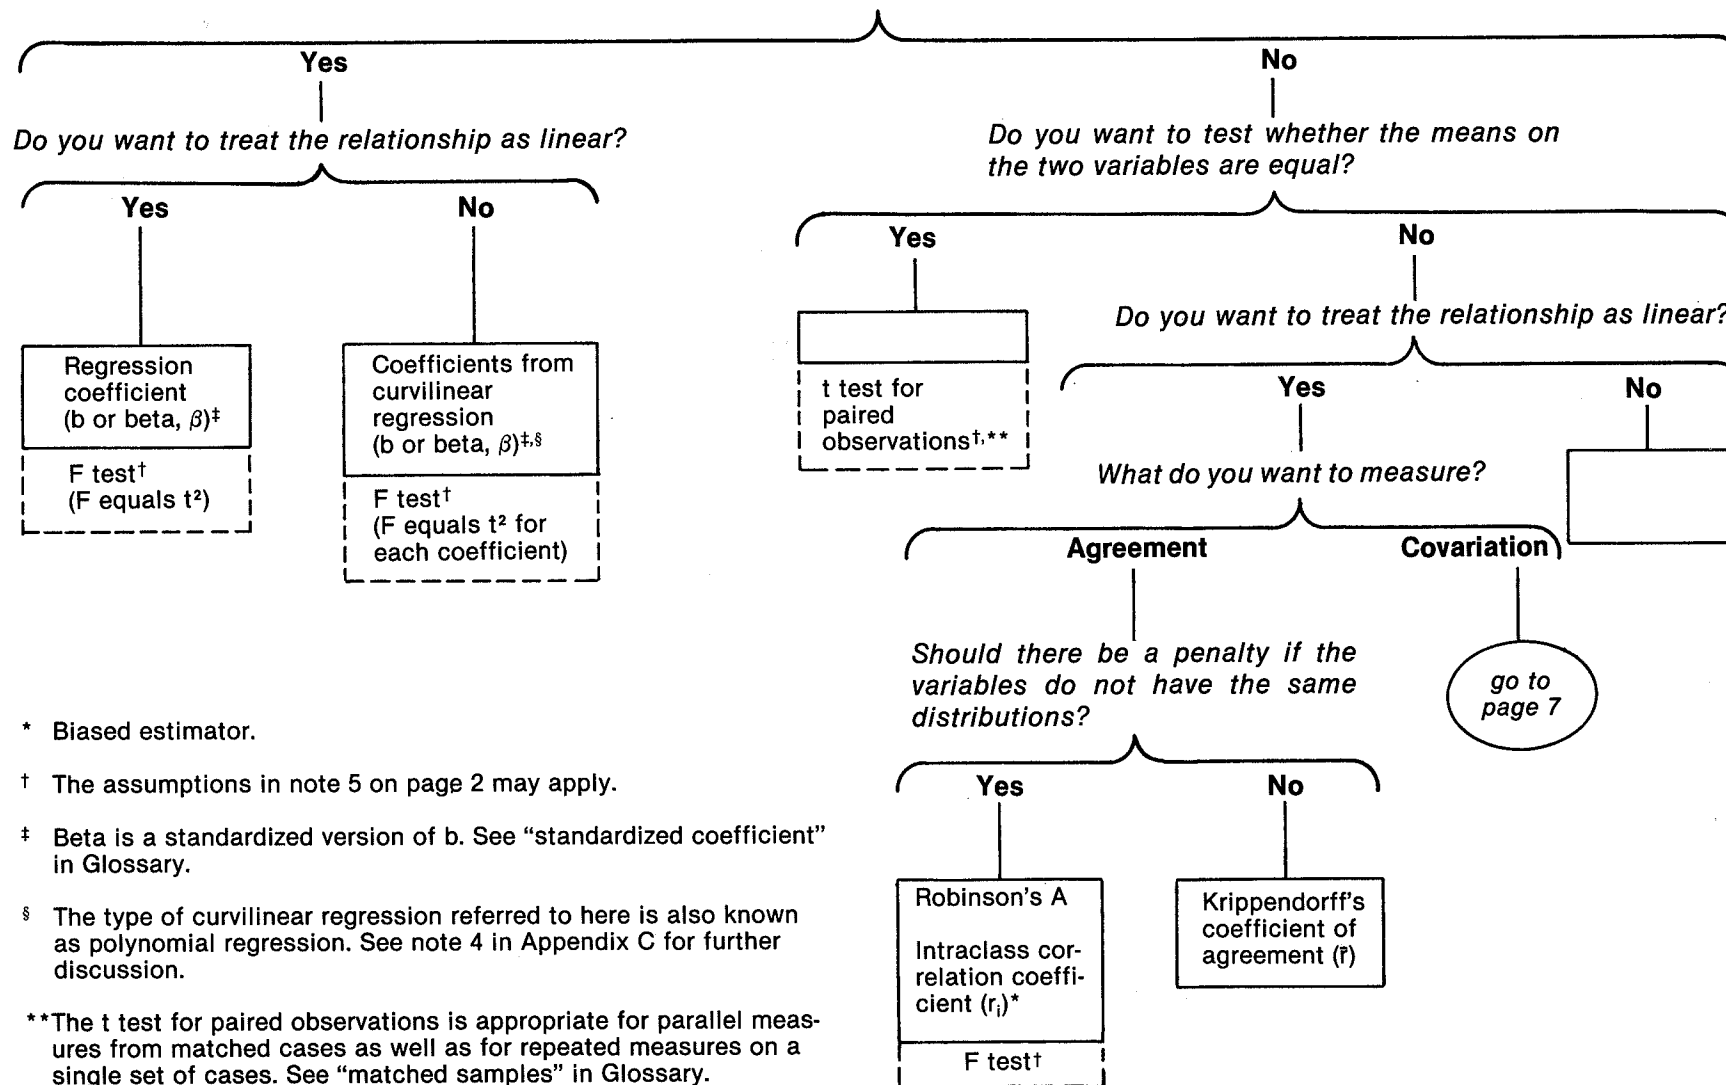 Yes
No
Do you want to treat the relationship as linear?
Do you want to test whether the means on
the two variables are equal?
Yes
No
Yes
No
Do you want to treat the relationship as linear?
Regression
coefficient
(b or beta, β)‡
F test†
(F equals t²)
Coefficients from
curvilinear
regression
(b or beta, β)‡,§
F test†
(F equals t² for
each coefficient)
t test for
paired
observations†,**
Yes
No
What do you want to measure?
Agreement
Covariation
Should there be a penalty if the
variables do not have the same
distributions?
go to
page 7
Yes
No
Robinson's A
Intraclass cor-
relation coeffi-
cient (rᵢ)*
F test†
Krippendorff's
coefficient of
agreement (r̄)
* Biased estimator.
† The assumptions in note 5 on page 2 may apply.
‡ Beta is a standardized version of b. See “standardized coefficient”
in Glossary.
§ The type of curvilinear regression referred to here is also known
as polynomial regression. See note 4 in Appendix C for further
discussion.
**The t test for paired observations is appropriate for parallel meas-
ures from matched cases as well as for repeated measures on a
single set of cases. See “matched samples” in Glossary.